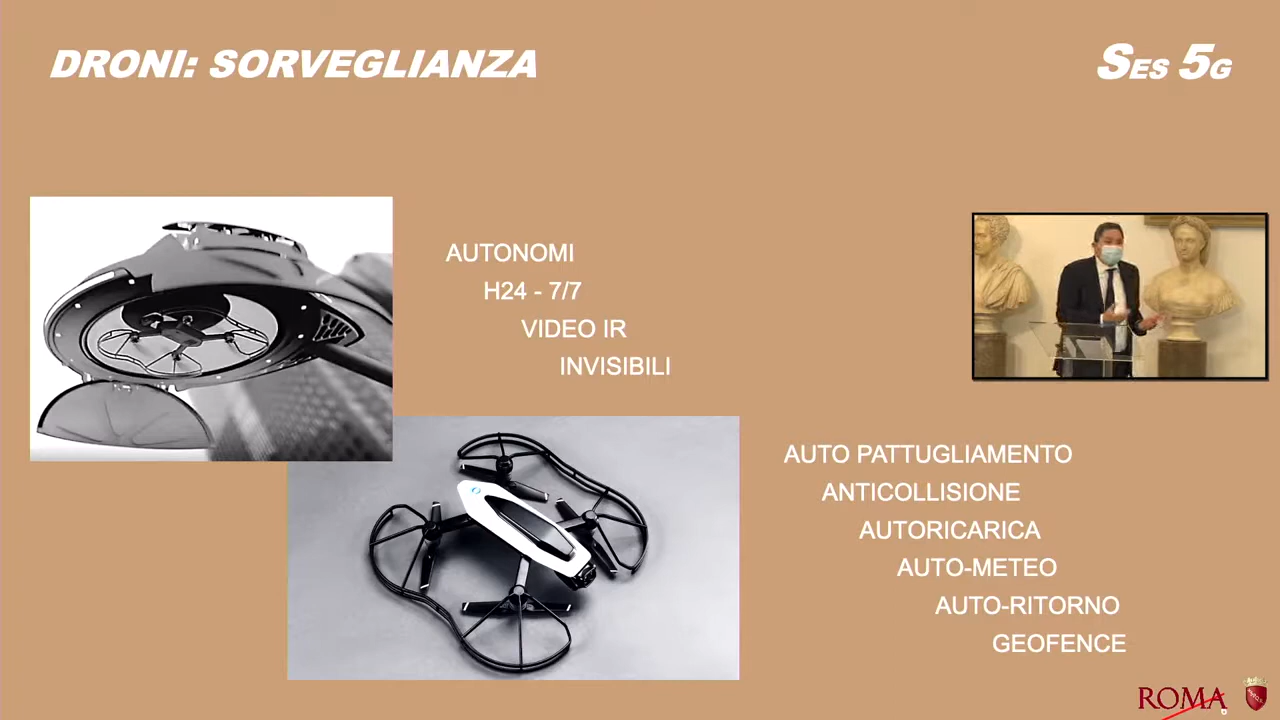 DRONI: SORVEGLIANZA
SES 5G
AUTONOMI
H24 - 7/7
VIDEO IR
INVISIBILI
AUTO PATTUGLIAMENTO
ANTICOLLISIONE
AUTORICARICA
AUTO-METEO
AUTO-RITORNO
GEOFENCE
ROMA